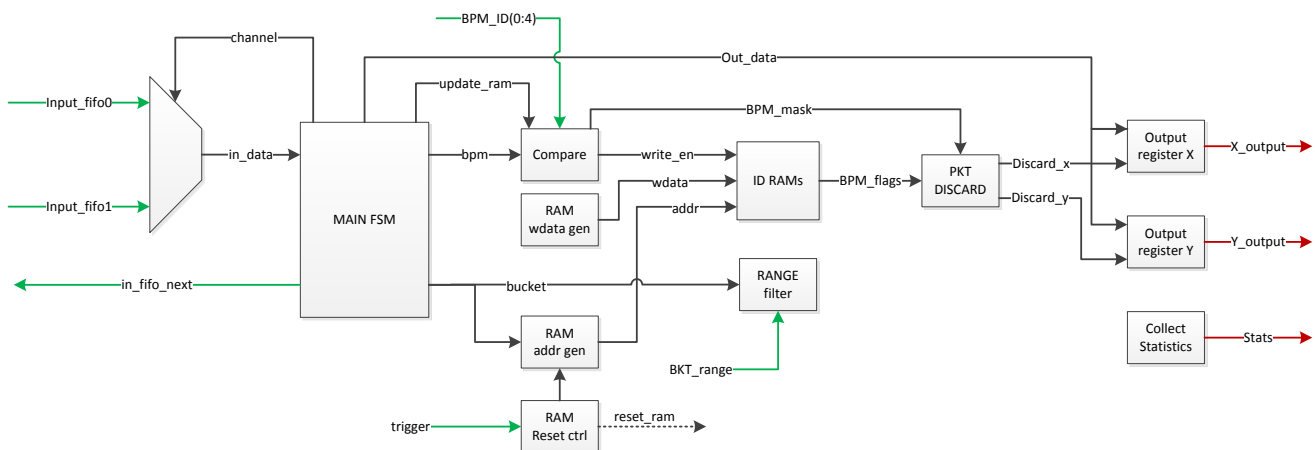 BPM_ID(0:4)
channel
Out_data
update_ram
Input_fifo0
BPM_mask
in_data
bpm
Compare
write_en
Output
register X
X_output
wdata
ID RAMs
BPM_flags
PKT
DISCARD
Discard_x
Discard_y
Input_fifo1
MAIN FSM
RAM
wdata gen
addr
Output
register Y
Y_output
in_fifo_next
bucket
RANGE
filter
RAM
addr gen
Collect
Statistics
Stats
BKT_range
trigger
RAM
Reset ctrl
reset_ram